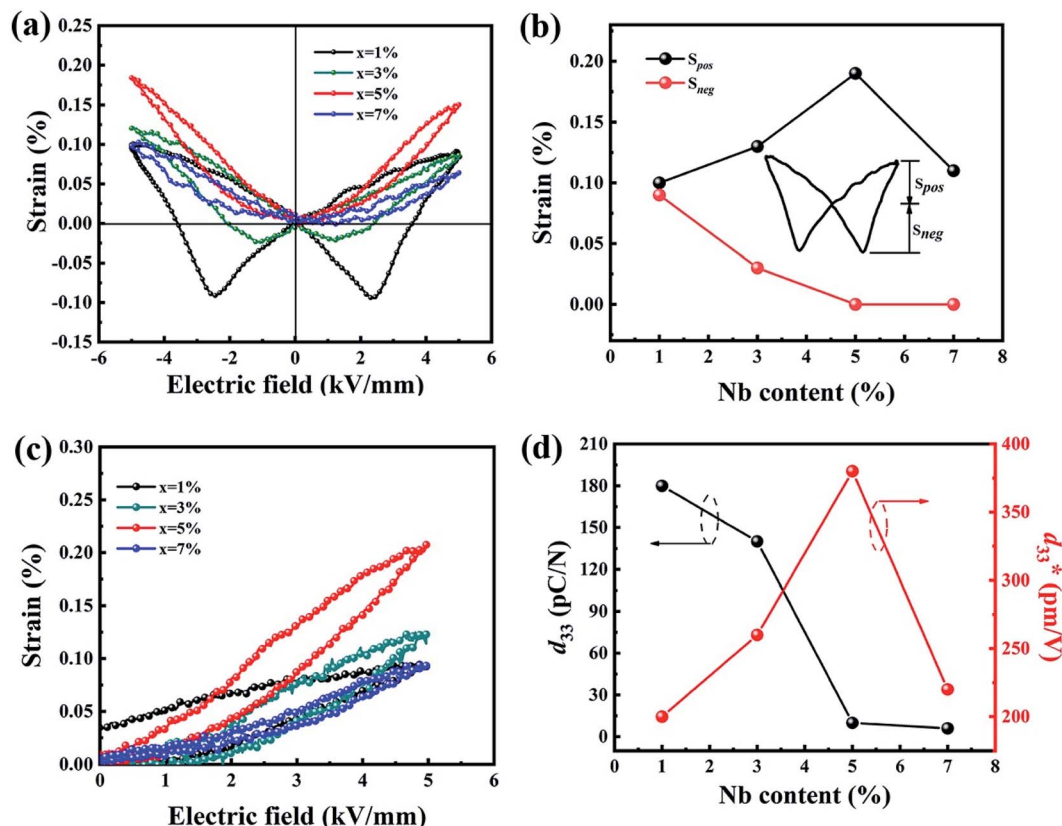 (a)
0.25
0.20
0.15
0.10
0.05
0.00
-0.05
-0.10
-0.15
Strain (%)
x=1%
x=3%
x=5%
x=7%
-6 -4 -2 0 2 4 6
Electric field (kV/mm)
(b)
0.20
0.15
0.10
0.05
0.00
Strain (%)
Spos
Sneg
Spos
Sneg
0 1 2 3 4 5 6 7 8
Nb content (%)
(c)
0.30
0.25
0.20
0.15
0.10
0.05
0.00
Strain (%)
x=1%
x=3%
x=5%
x=7%
0 1 2 3 4 5 6
Electric field (kV/mm)
(d)
210
180
150
120
90
60
30
0
d33 (pC/N)
400
350
300
250
200
d33* (pm/V)
0 1 2 3 4 5 6 7 8
Nb content (%)